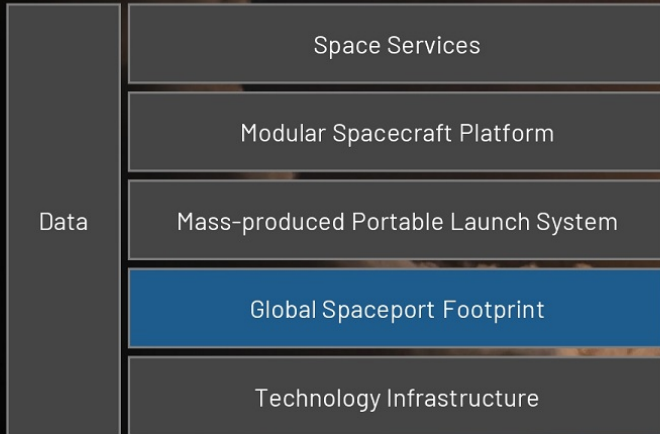 Space Services
Modular Spacecraft Platform
Data
Mass-produced Portable Launch System
Global Spaceport Footprint
Technology Infrastructure